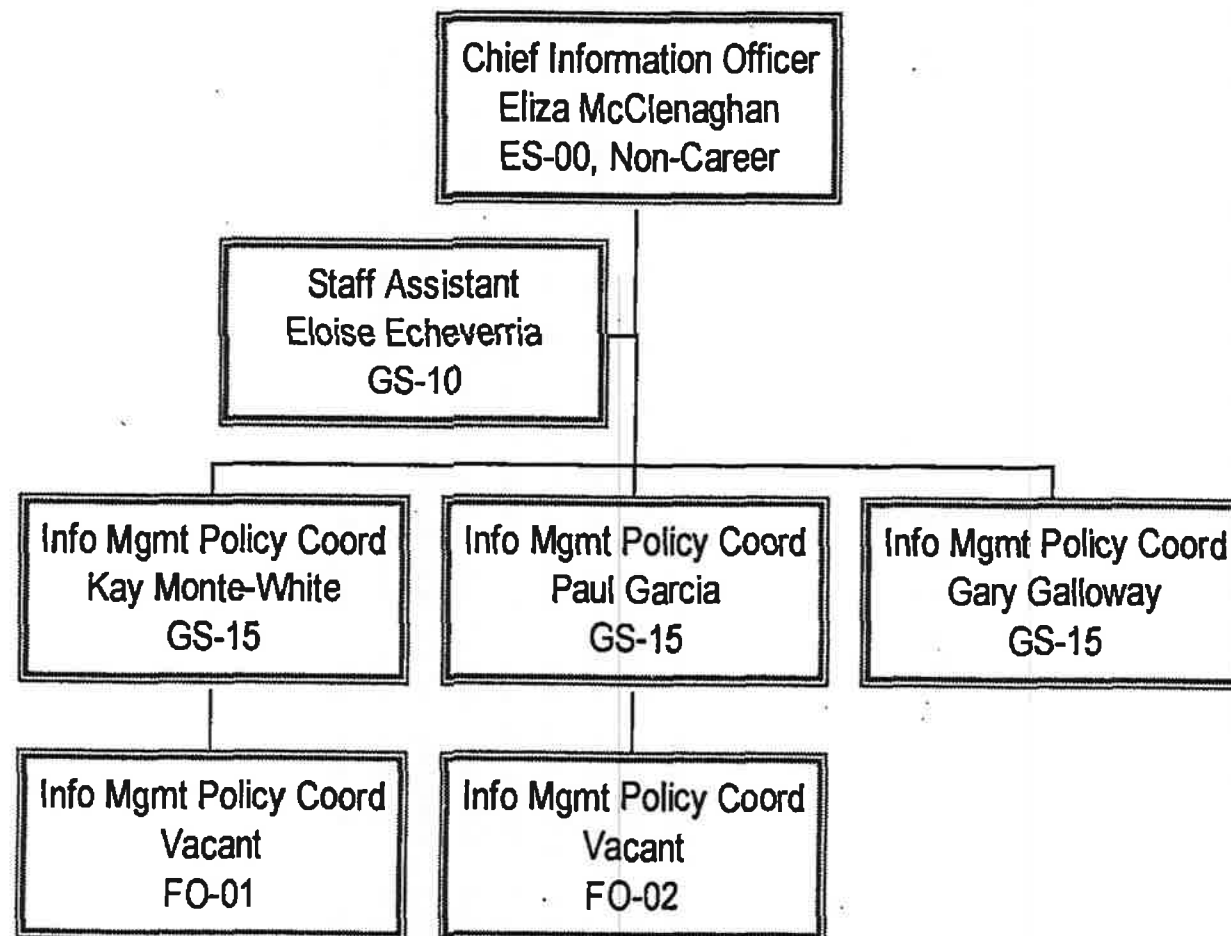 Chief Information Officer
Eliza McClenaghan
ES-00, Non-Career
Staff Assistant
Eloise Echeverria
GS-10
Info Mgmt Policy Coord
Kay Monte-White
GS-15
Info Mgmt Policy Coord
Paul Garcia
GS-15
Info Mgmt Policy Coord
Gary Galloway
GS-15
Info Mgmt Policy Coord
Vacant
FO-01
Info Mgmt Policy Coord
Vacant
FO-02